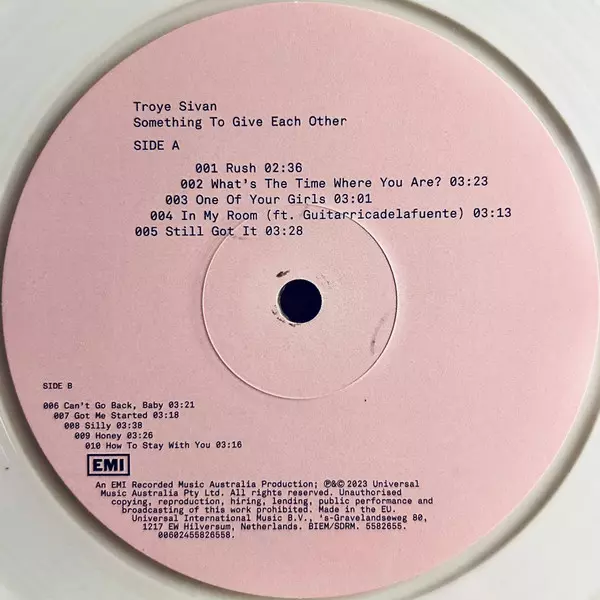 Troye Sivan
Something To Give Each Other
SIDE A
001 Rush 02:36
002 What's The Time Where You Are? 03:23
003 One Of Your Girls 03:01
004 In My Room (ft. Guitarricadelafuente) 03:13
005 Still Got It 03:28
SIDE B
006 Can't Go Back, Baby 03:21
007 Got Me Started 03:18
008 Silly 03:38
009 Honey 03:26
010 How To Stay With You 03:16
EMI
An EMI Recorded Music Australia Production; ℗&© 2023 Universal
Music Australia Pty Ltd. All rights reserved. Unauthorised
copying, reproduction, hiring, lending, public performance and
broadcasting of this work prohibited. Made in the EU.
Universal International Music B.V., 's-Gravelandseweg 80,
1217 EW Hilversum, Netherlands. BIEM/SDRM. 5582655.
00602455826558.